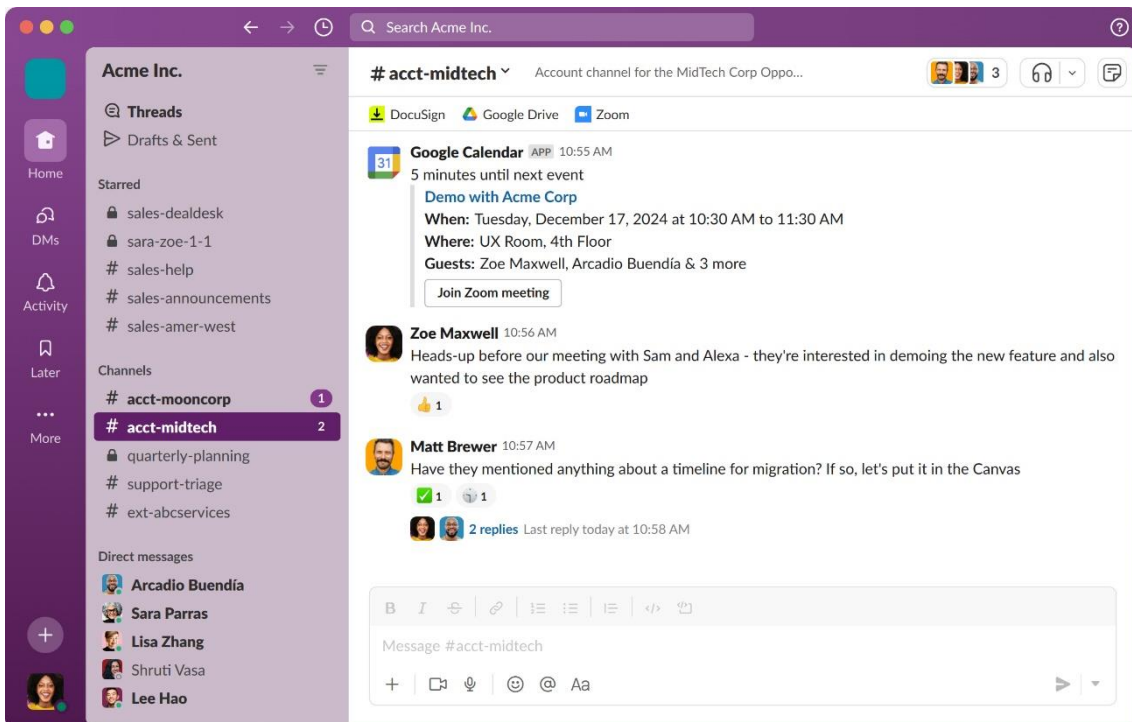 Search Acme Inc.
Acme Inc.
Threads
Drafts & Sent
Starred
sales-dealdesk
sara-zoe-1-1
# sales-help
# sales-announcements
# sales-amer-west
Channels
# acct-mooncorp 1
# acct-midtech 2
quarterly-planning
# support-triage
# ext-abcservices
Direct messages
Arcadio Buendía
Sara Parras
Lisa Zhang
Shruti Vasa
Lee Hao
Home
DMs
Activity
Later
More
# acct-midtech Account channel for the MidTech Corp Oppo... 3
DocuSign Google Drive Zoom
31
Google Calendar APP 10:55 AM
5 minutes until next event
Demo with Acme Corp
When: Tuesday, December 17, 2024 at 10:30 AM to 11:30 AM
Where: UX Room, 4th Floor
Guests: Zoe Maxwell, Arcadio Buendía & 3 more
Join Zoom meeting
Zoe Maxwell 10:56 AM
Heads-up before our meeting with Sam and Alexa - they're interested in demoing the new feature and also
wanted to see the product roadmap
1
Matt Brewer 10:57 AM
Have they mentioned anything about a timeline for migration? If so, let's put it in the Canvas
1 1
2 replies Last reply today at 10:58 AM
B I S
Message #acct-midtech
+ @ Aa